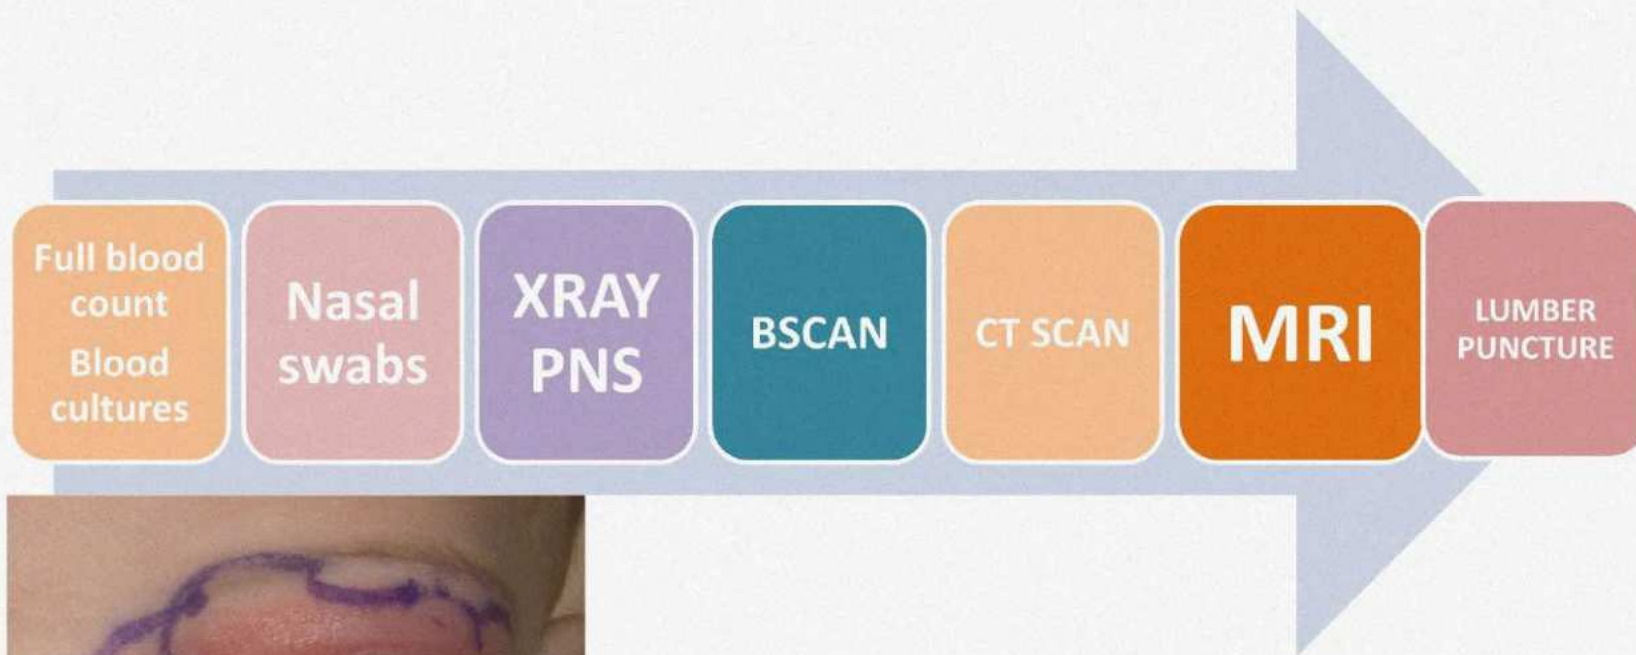 Full blood
count
Blood
cultures
Nasal
swabs
XRAY
PNS
BSCAN
CT SCAN
MRI
LUMBER
PUNCTURE